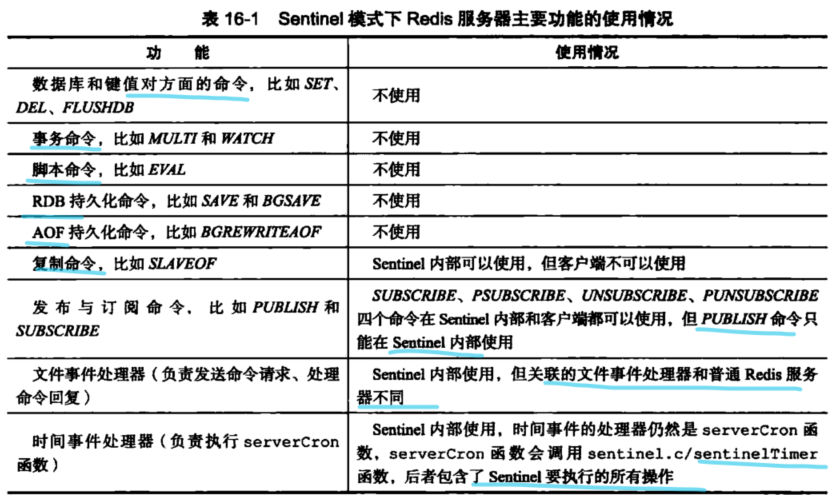 表 16-1 Sentinel 模式下 Redis 服务器主要功能的使用情况
功 能
使用情况
数据库和键值对方面的命令，比如 SET、
DEL、FLUSHDB
不使用
事务命令，比如 MULTI 和 WATCH
不使用
脚本命令，比如 EVAL
不使用
RDB 持久化命令，比如 SAVE 和 BGSAVE
不使用
AOF 持久化命令，比如 BGREWRITEAOF
不使用
复制命令，比如 SLAVEOF
Sentinel 内部可以使用，但客户端不可以使用
发布与订阅命令，比如 PUBLISH 和
SUBSCRIBE
SUBSCRIBE、PSUBSCRIBE、UNSUBSCRIBE、PUNSUBSCRIBE
四个命令在 Sentinel 内部和客户端都可以使用，但 PUBLISH 命令只
能在 Sentinel 内部使用
文件事件处理器（负责发送命令请求、处理
命令回复）
Sentinel 内部使用，但关联的文件事件处理器和普通 Redis 服务
器不同
时间事件处理器（负责执行 serverCron
函数）
Sentinel 内部使用，时间事件的处理器仍然是 serverCron 函
数，serverCron 函数会调用 sentinel.c/sentinelTimer
函数，后者包含了 Sentinel 要执行的所有操作